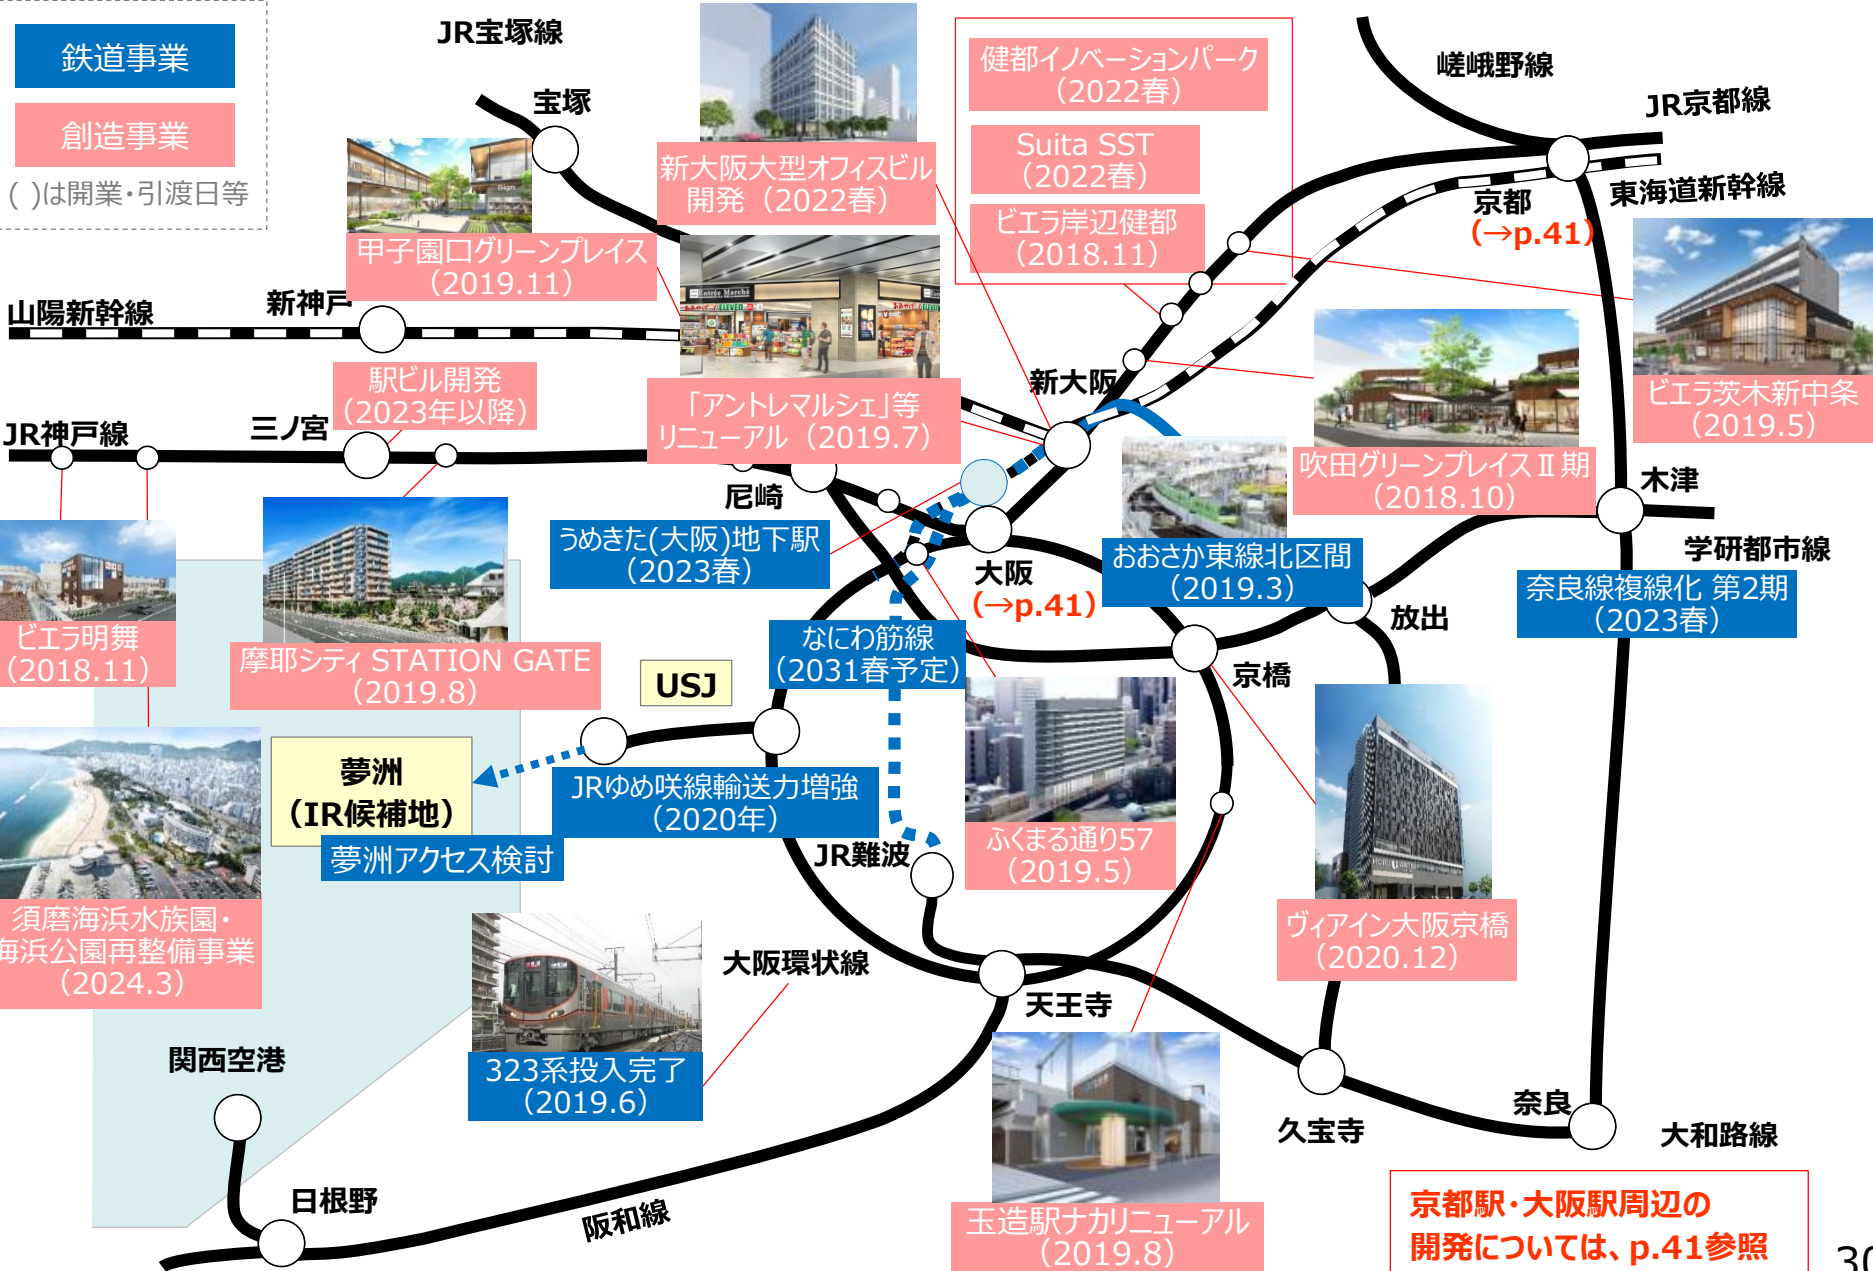 鉄道事業
創造事業
( )は開業・引渡日等
JR宝塚線
宝塚
新大阪大型オフィスビル
開発（2022春）
健都イノベーションパーク
（2022春）
Suita SST
（2022春）
ビエラ岸辺健都
（2018.11）
嵯峨野線
JR京都線
東海道新幹線
京都
（→p.41）
甲子園口グリーンプレイス
（2019.11）
山陽新幹線
新神戸
駅ビル開発
（2023年以降）
「アントレマルシェ」等
リニューアル（2019.7）
新大阪
吹田グリーンプレイスⅡ期
（2018.10）
ビエラ茨木新中条
（2019.5）
JR神戸線
三ノ宮
尼崎
うめきた(大阪)地下駅
（2023春）
大阪
（→p.41）
おおさか東線北区間
（2019.3）
木津
学研都市線
奈良線複線化 第2期
（2023春）
放出
京橋
ビエラ明舞
（2018.11）
摩耶シティ STATION GATE
（2019.8）
なにわ筋線
（2031春予定）
USJ
夢洲
（IR候補地）
夢洲アクセス検討
JRゆめ咲線輸送力増強
（2020年）
JR難波
ふくまる通り57
（2019.5）
ヴィアイン大阪京橋
（2020.12）
須磨海浜水族園・
海浜公園再整備事業
（2024.3）
大阪環状線
323系投入完了
（2019.6）
天王寺
関西空港
日根野
阪和線
玉造駅ナカリニューアル
（2019.8）
久宝寺
奈良
大和路線
京都駅・大阪駅周辺の
開発については、p.41参照
30